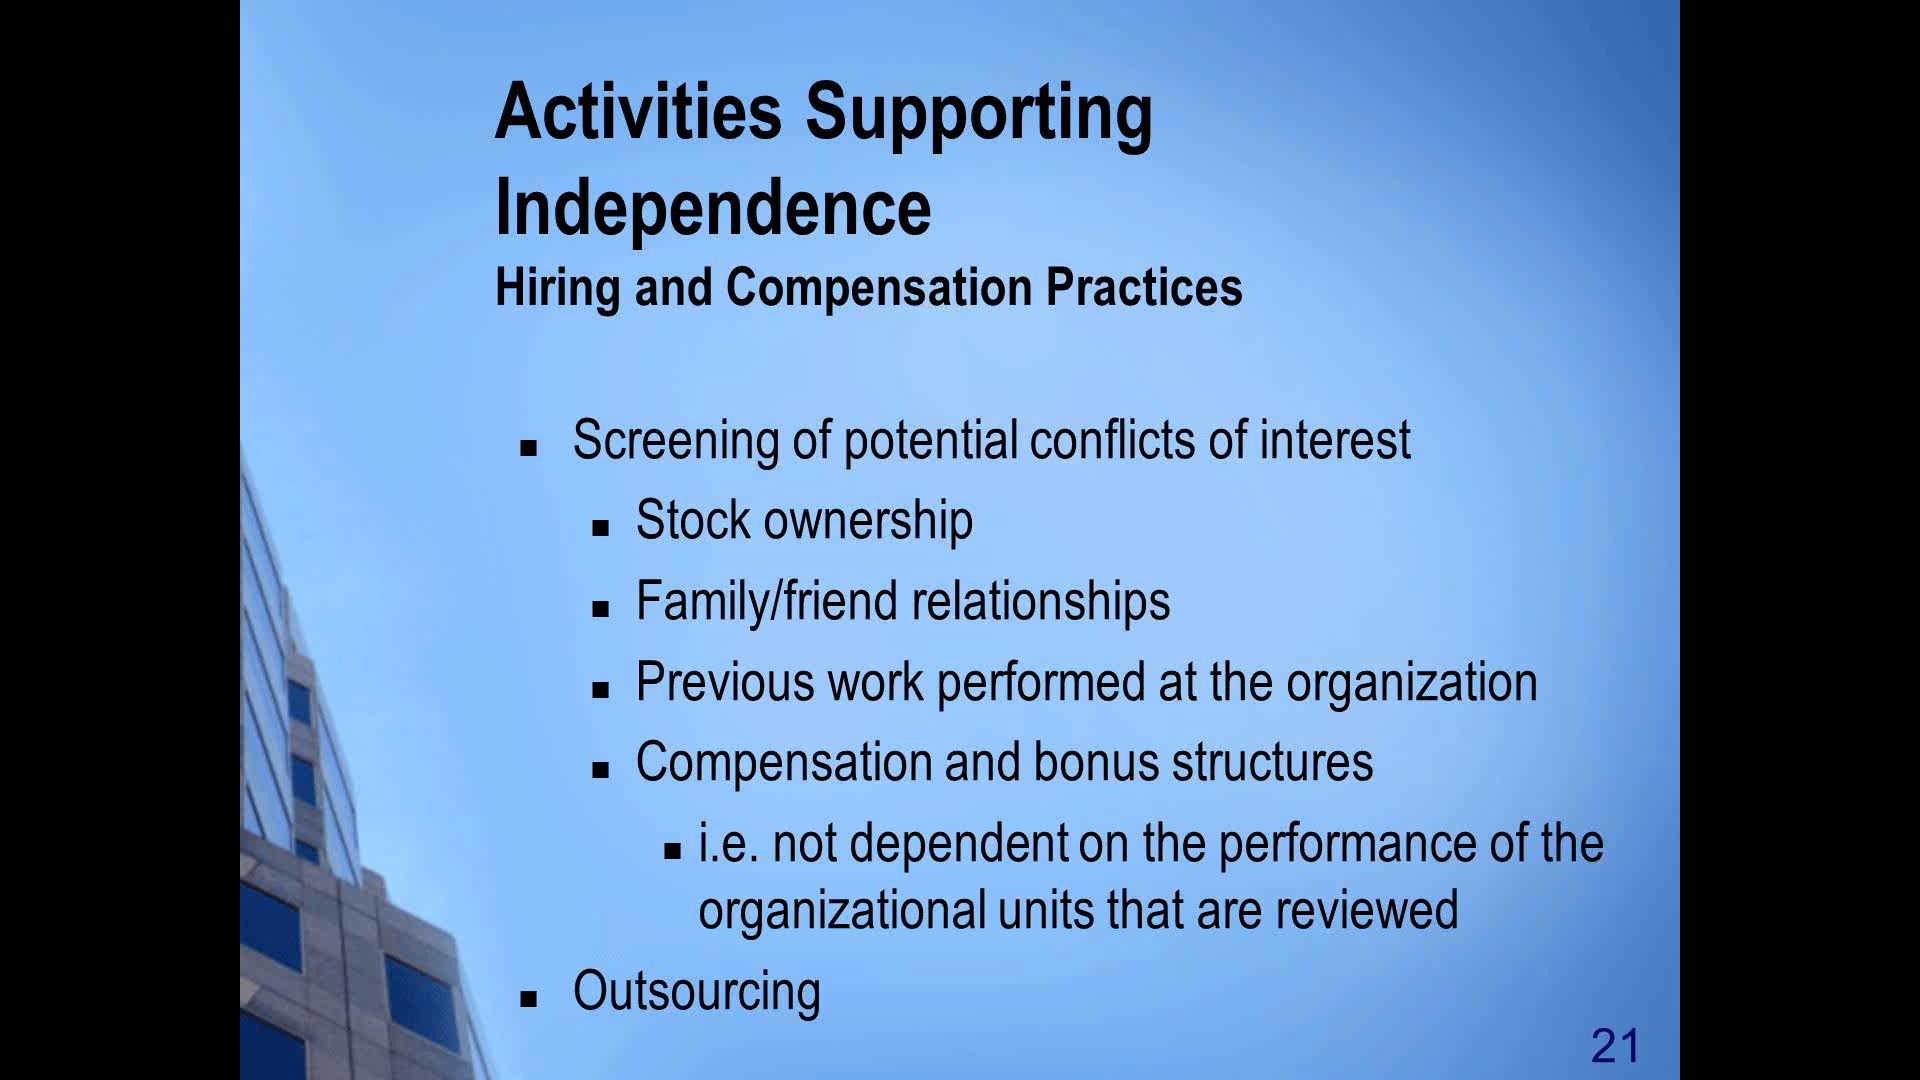 Activities Supporting
Independence
Hiring and Compensation Practices
Screening of potential conflicts of interest
Stock ownership
Family/friend relationships
Previous work performed at the organization
Compensation and bonus structures
i.e. not dependent on the performance of the
organizational units that are reviewed
Outsourcing
21